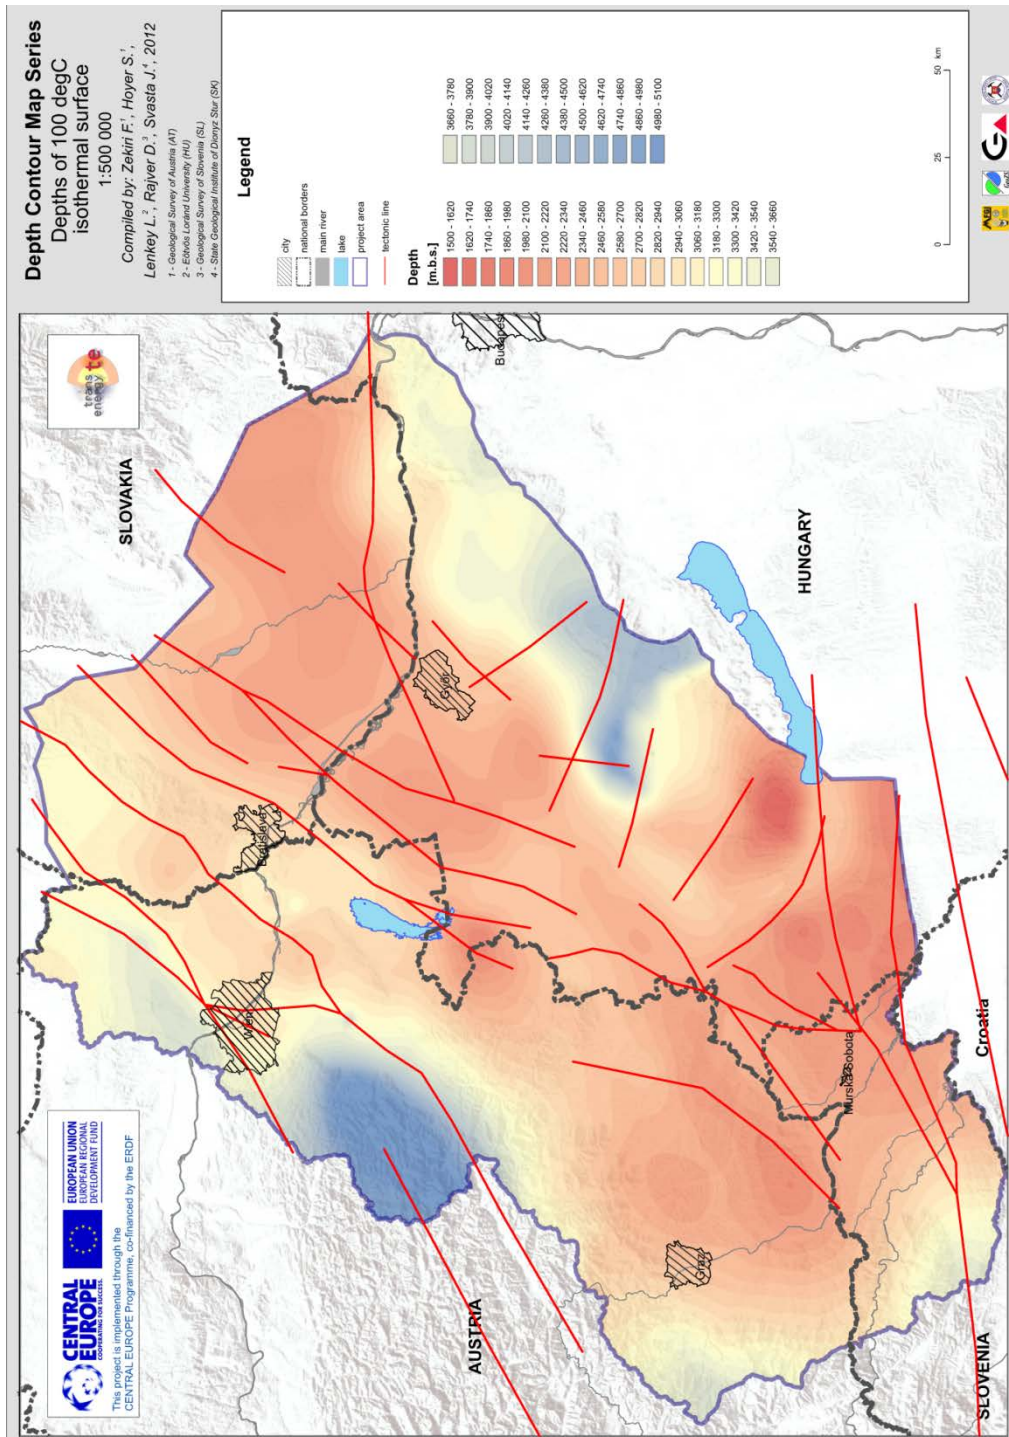 Depth Contour Map Series
Depths of 100 degC
isothermal surface
1:500 000
Compiled by: Zekiri F.¹, Hoyer S.¹,
Lenkey L.², Rajver D.³, Svasta J.⁴, 2012
1 - Geological Survey of Austria (AT)
2 - Eötvös Loránd University (HU)
3 - Geological Survey of Slovenia (SL)
4 - State Geological Institute of Dionyz Stur (SK)
Legend
city
national borders
main river
lake
project area
tectonic line
Depth
[m.b.s.]
1500 - 1620
1620 - 1740
1740 - 1860
1860 - 1980
1980 - 2100
2100 - 2220
2220 - 2340
2340 - 2460
2460 - 2580
2580 - 2700
2700 - 2820
2820 - 2940
2940 - 3060
3060 - 3180
3180 - 3300
3300 - 3420
3420 - 3540
3540 - 3660
3660 - 3780
3780 - 3900
3900 - 4020
4020 - 4140
4140 - 4260
4260 - 4380
4380 - 4500
4500 - 4620
4620 - 4740
4740 - 4860
4860 - 4980
4980 - 5100
0 25 50
km
trans
energy
te
SLOVAKIA
Budapest
HUNGARY
Győr
Bratislava
Wien
Murska Sobota
Croatia
Graz
AUSTRIA
SLOVENIA
CENTRAL
EUROPE
COOPERATING FOR SUCCESS.
EUROPEAN UNION
EUROPEAN REGIONAL
DEVELOPMENT FUND
This project is implemented through the
CENTRAL EUROPE Programme, co-financed by the ERDF